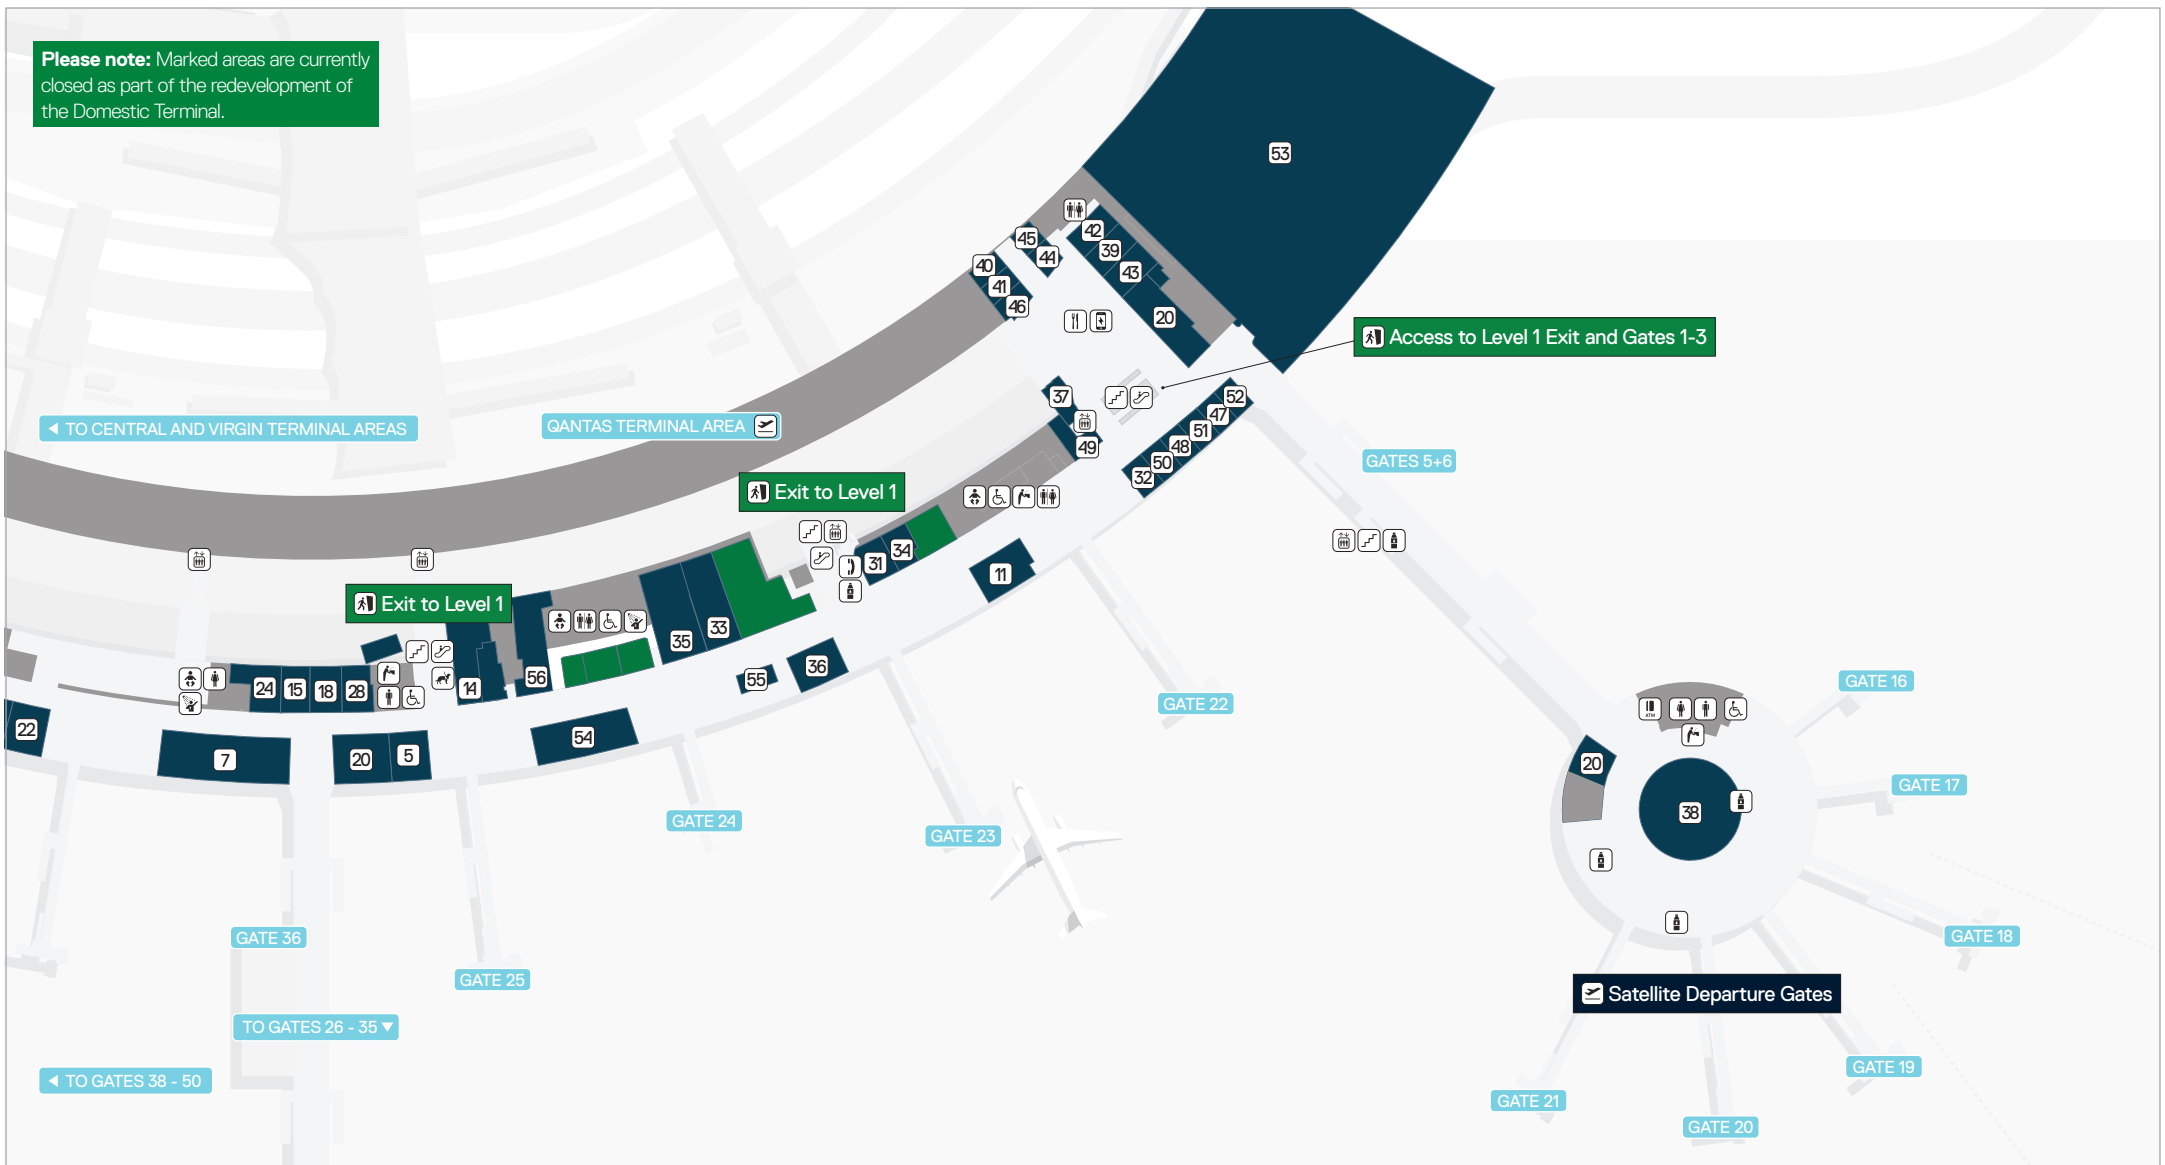 Please note: Marked areas are currently
closed as part of the redevelopment of
the Domestic Terminal.
53
42
45
39
44
40
43
41
46
20
Access to Level 1 Exit and Gates 1-3
37
52
47
TO CENTRAL AND VIRGIN TERMINAL AREAS
QANTAS TERMINAL AREA
51
49
48
50
GATES 5+6
32
Exit to Level 1
34
31
11
Exit to Level 1
33
35
36
56
55
14
24
15
18
28
GATE 16
GATE 22
ATM
22
54
7
20
5
20
GATE 17
38
GATE 24
GATE 23
GATE 36
GATE 18
GATE 25
Satellite Departure Gates
TO GATES 26 - 35
GATE 19
TO GATES 38 - 50
GATE 21
GATE 20